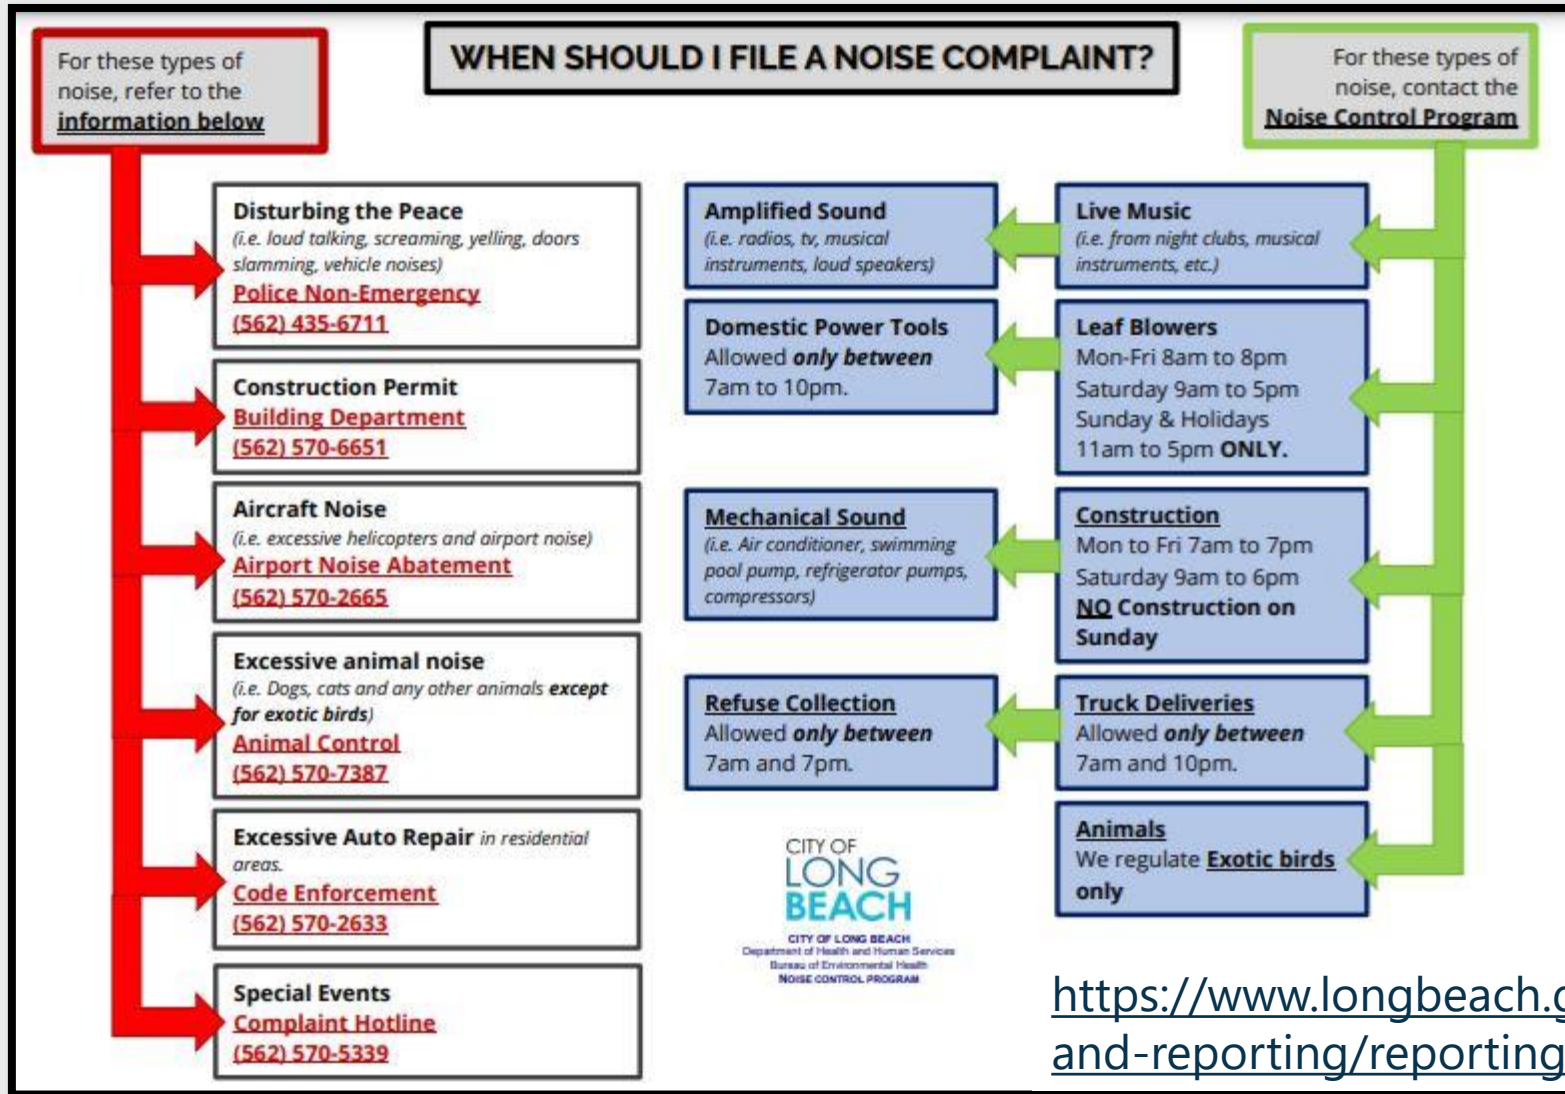 WHEN SHOULD I FILE A NOISE COMPLAINT?
For these types of
noise, refer to the
information below
Disturbing the Peace
(i.e. loud talking, screaming, yelling, doors
slamming, vehicle noises)
Police Non-Emergency
(562) 435-6711
Construction Permit
Building Department
(562) 570-6651
Aircraft Noise
(i.e. excessive helicopters and airport noise)
Airport Noise Abatement
(562) 570-2665
Excessive animal noise
(i.e. Dogs, cats and any other animals except
for exotic birds)
Animal Control
(562) 570-7387
Excessive Auto Repair in residential
areas.
Code Enforcement
(562) 570-2633
Special Events
Complaint Hotline
(562) 570-5339
For these types of
noise, contact the
Noise Control Program
Amplified Sound
(i.e. radios, tv, musical
instruments, loud speakers)
Live Music
(i.e. from night clubs, musical
instruments, etc.)
Domestic Power Tools
Allowed only between
7am to 10pm.
Leaf Blowers
Mon-Fri 8am to 8pm
Saturday 9am to 5pm
Sunday & Holidays
11am to 5pm ONLY.
Mechanical Sound
(i.e. Air conditioner, swimming
pool pump, refrigerator pumps,
compressors)
Construction
Mon to Fri 7am to 7pm
Saturday 9am to 6pm
NO Construction on
Sunday
Refuse Collection
Allowed only between
7am and 7pm.
Truck Deliveries
Allowed only between
7am and 10pm.
Animals
We regulate Exotic birds
only
CITY OF
LONG
BEACH
CITY OF LONG BEACH
Department of Health and Human Services
Bureau of Environmental Health
NOISE CONTROL PROGRAM
https://www.longbeach.g
and-reporting/reporting